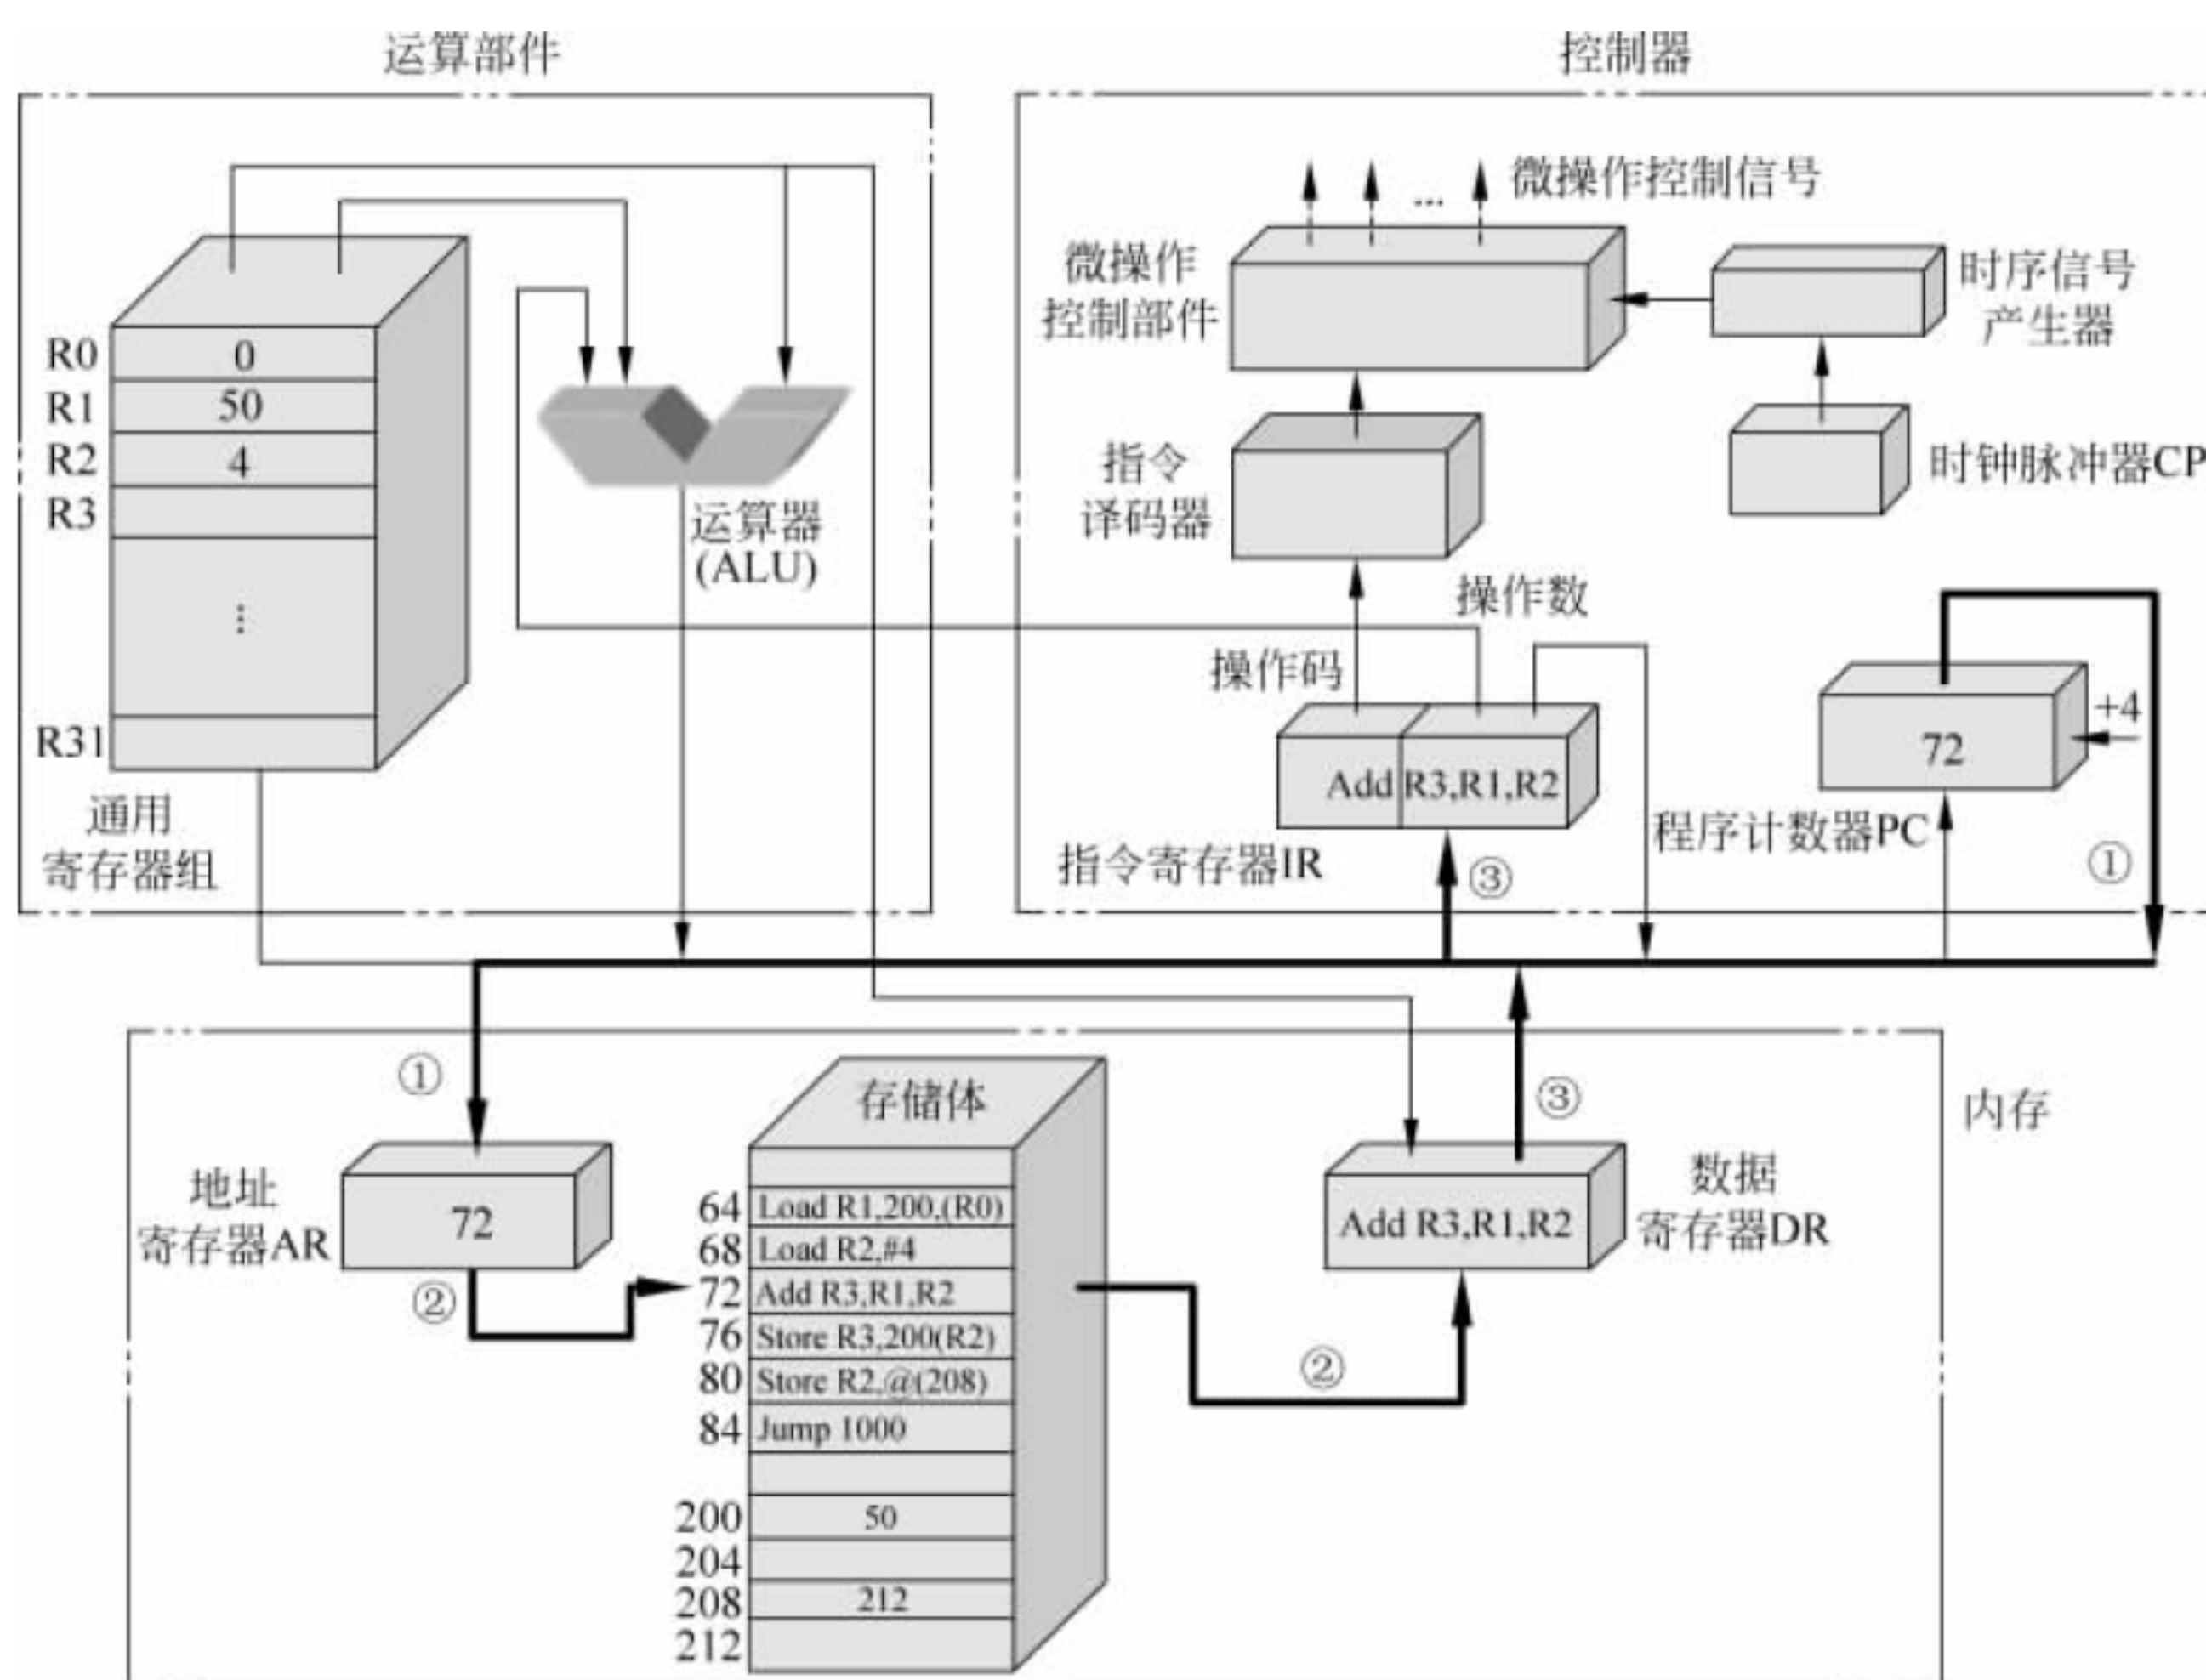 运算部件
控制器
微操作控制信号
...
微操作
控制部件
时序信号
产生器
R0
0
R1
50
R2
4
R3
⋮
R31
通用
寄存器组
运算器
(ALU)
指令
译码器
时钟脉冲器CP
操作数
操作码
Add R3,R1,R2
指令寄存器IR
72
+4
程序计数器PC
①
③
①
地址
寄存器AR
72
②
存储体
64 Load R1,200,(R0)
68 Load R2,#4
72 Add R3,R1,R2
76 Store R3,200(R2)
80 Store R2,@(208)
84 Jump 1000
200 50
204
208 212
212
②
③
Add R3,R1,R2
数据
寄存器DR
内存